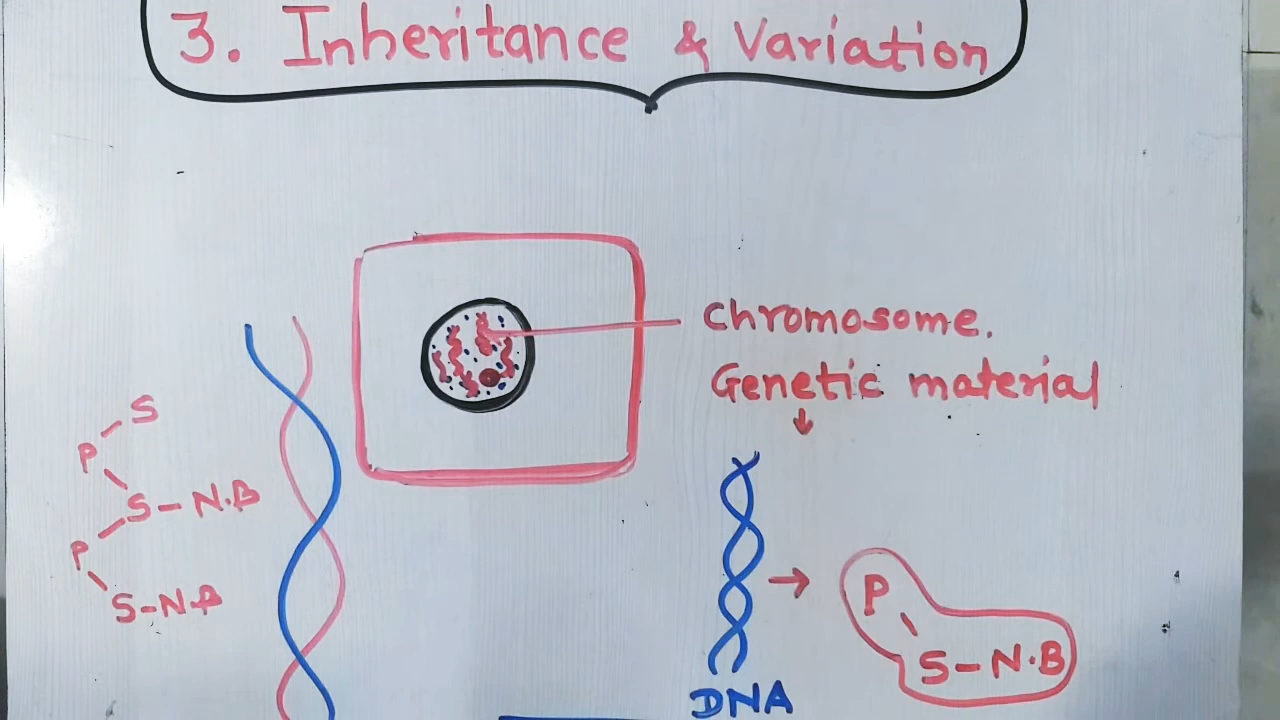 3. Inheritance & Variation
Chromosome.
Genetic material
S
P
S - N.B
P
S-N.B
DNA
P
S-N.B